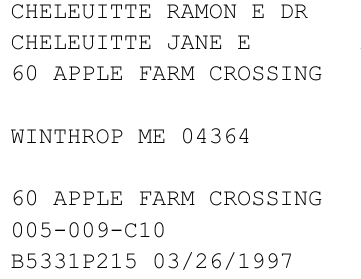 CHELEUITTE RAMON E DR
CHELEUITTE JANE E
60 APPLE FARM CROSSING
WINTHROP ME 04364
60 APPLE FARM CROSSING
005-009-C10
B5331P215 03/26/1997